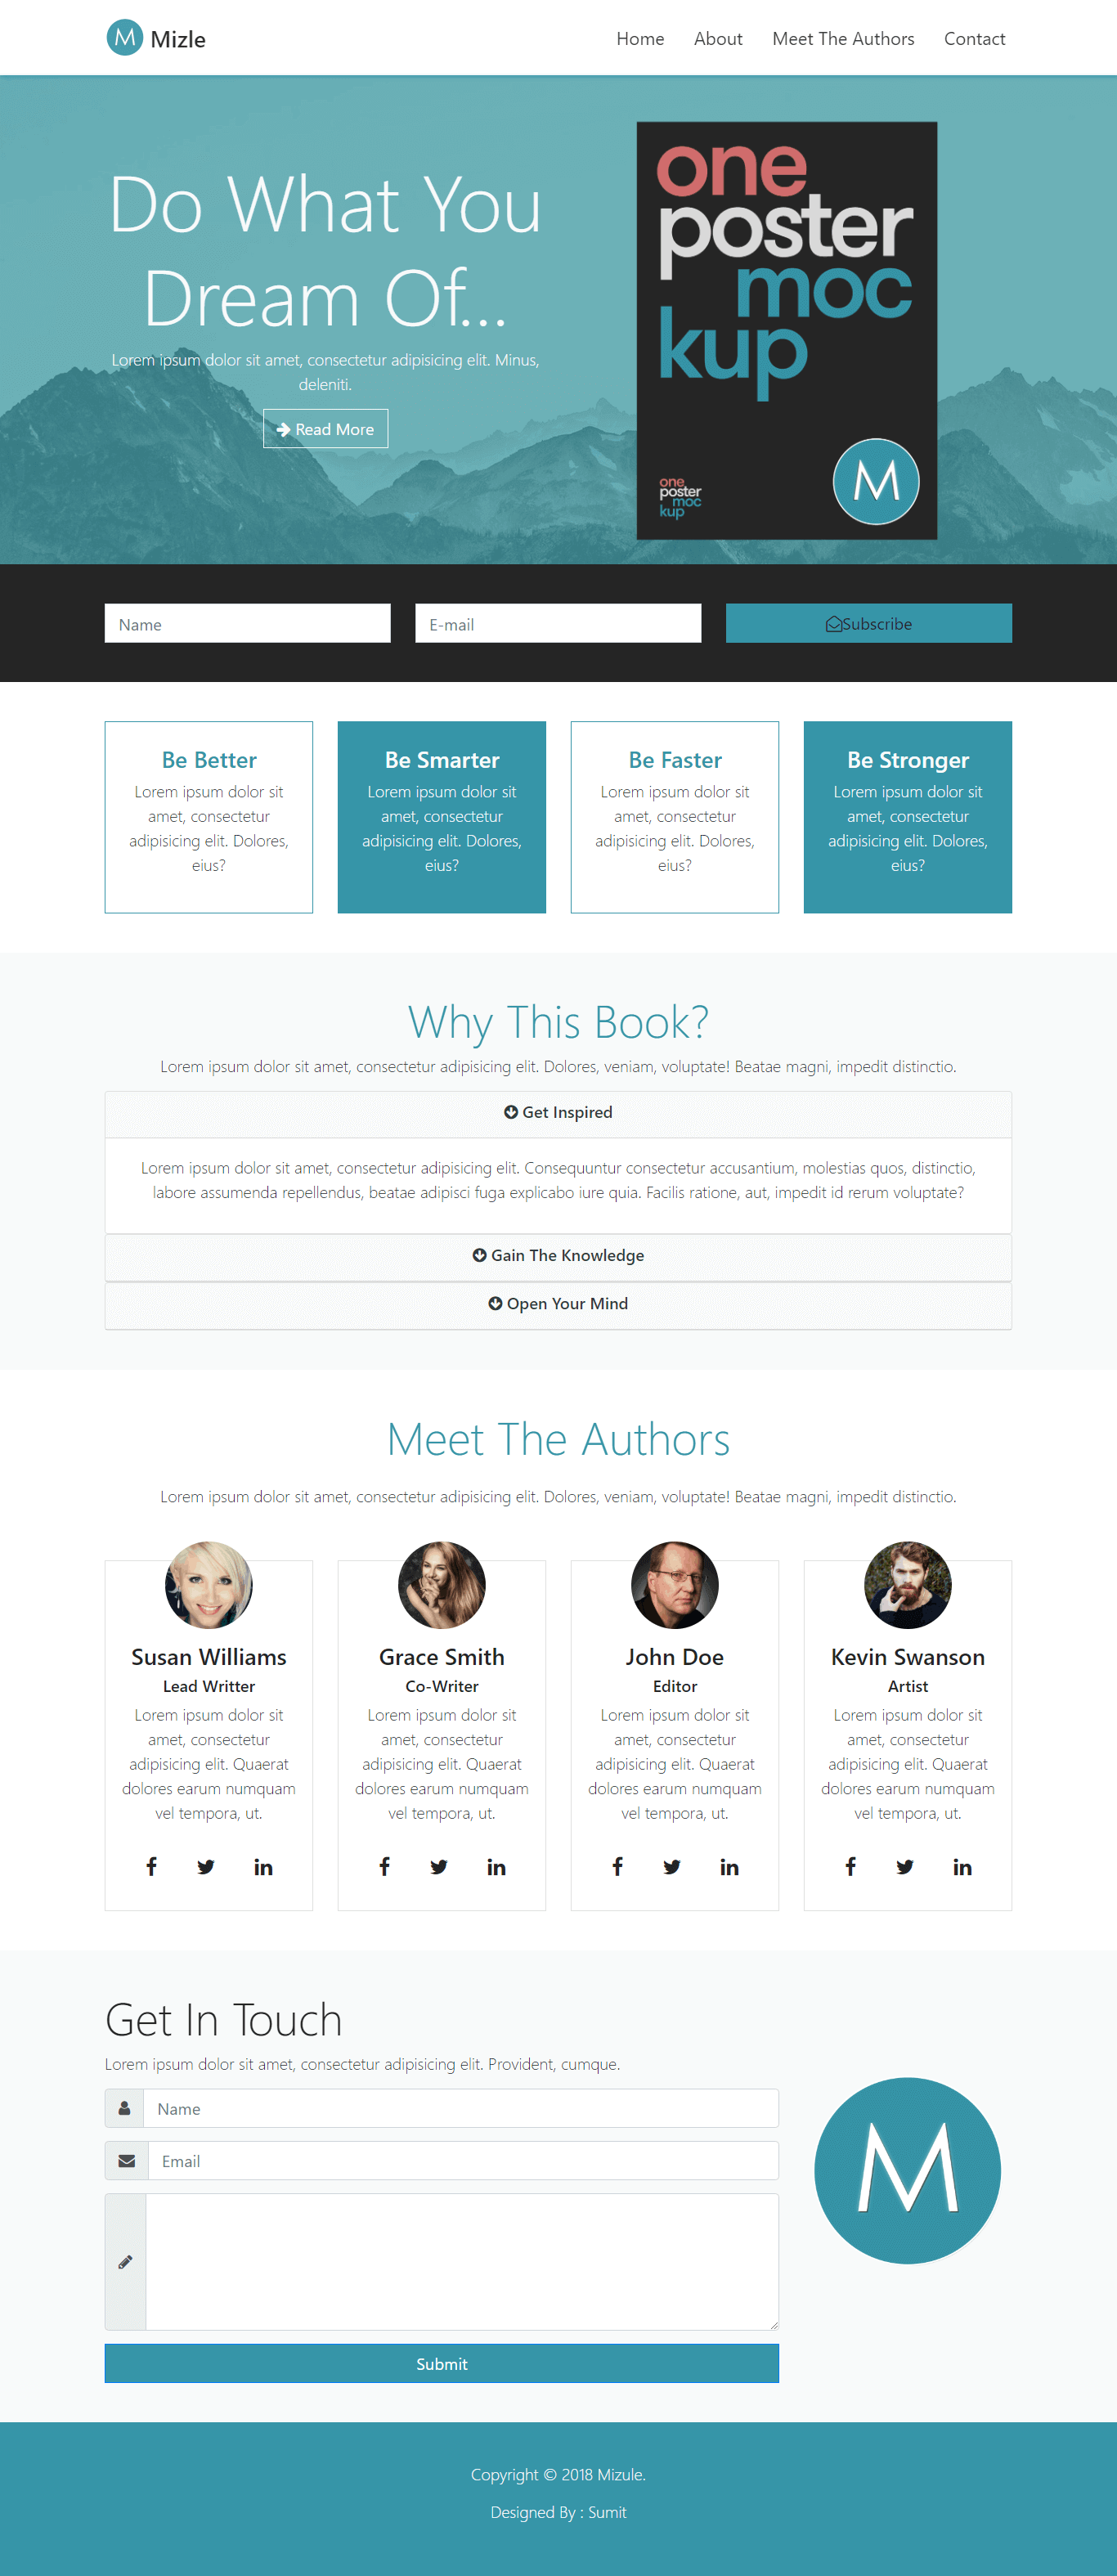 M Mizle
Home About Meet The Authors Contact
Do What You
Dream Of...
Lorem ipsum dolor sit amet, consectetur adipisicing elit. Minus,
deleniti.
Read More
one
poster
moc
kup
one
poster
moc
kup
M
Name
E-mail
Subscribe
Be Better
Lorem ipsum dolor sit
amet, consectetur
adipisicing elit. Dolores,
eius?
Be Smarter
Lorem ipsum dolor sit
amet, consectetur
adipisicing elit. Dolores,
eius?
Be Faster
Lorem ipsum dolor sit
amet, consectetur
adipisicing elit. Dolores,
eius?
Be Stronger
Lorem ipsum dolor sit
amet, consectetur
adipisicing elit. Dolores,
eius?
Why This Book?
Lorem ipsum dolor sit amet, consectetur adipisicing elit. Dolores, veniam, voluptate! Beatae magni, impedit distinctio.
Get Inspired
Lorem ipsum dolor sit amet, consectetur adipisicing elit. Consequuntur consectetur accusantium, molestias quos, distinctio,
labore assumenda repellendus, beatae adipisci fuga explicabo iure quia. Facilis ratione, aut, impedit id rerum voluptate?
Gain The Knowledge
Open Your Mind
Meet The Authors
Lorem ipsum dolor sit amet, consectetur adipisicing elit. Dolores, veniam, voluptate! Beatae magni, impedit distinctio.
Susan Williams
Lead Writter
Lorem ipsum dolor sit
amet, consectetur
adipisicing elit. Quaerat
dolores earum numquam
vel tempora, ut.
Grace Smith
Co-Writer
Lorem ipsum dolor sit
amet, consectetur
adipisicing elit. Quaerat
dolores earum numquam
vel tempora, ut.
John Doe
Editor
Lorem ipsum dolor sit
amet, consectetur
adipisicing elit. Quaerat
dolores earum numquam
vel tempora, ut.
Kevin Swanson
Artist
Lorem ipsum dolor sit
amet, consectetur
adipisicing elit. Quaerat
dolores earum numquam
vel tempora, ut.
Get In Touch
Lorem ipsum dolor sit amet, consectetur adipisicing elit. Provident, cumque.
Name
Email
Submit
M
Copyright © 2018 Mizule.
Designed By : Sumit